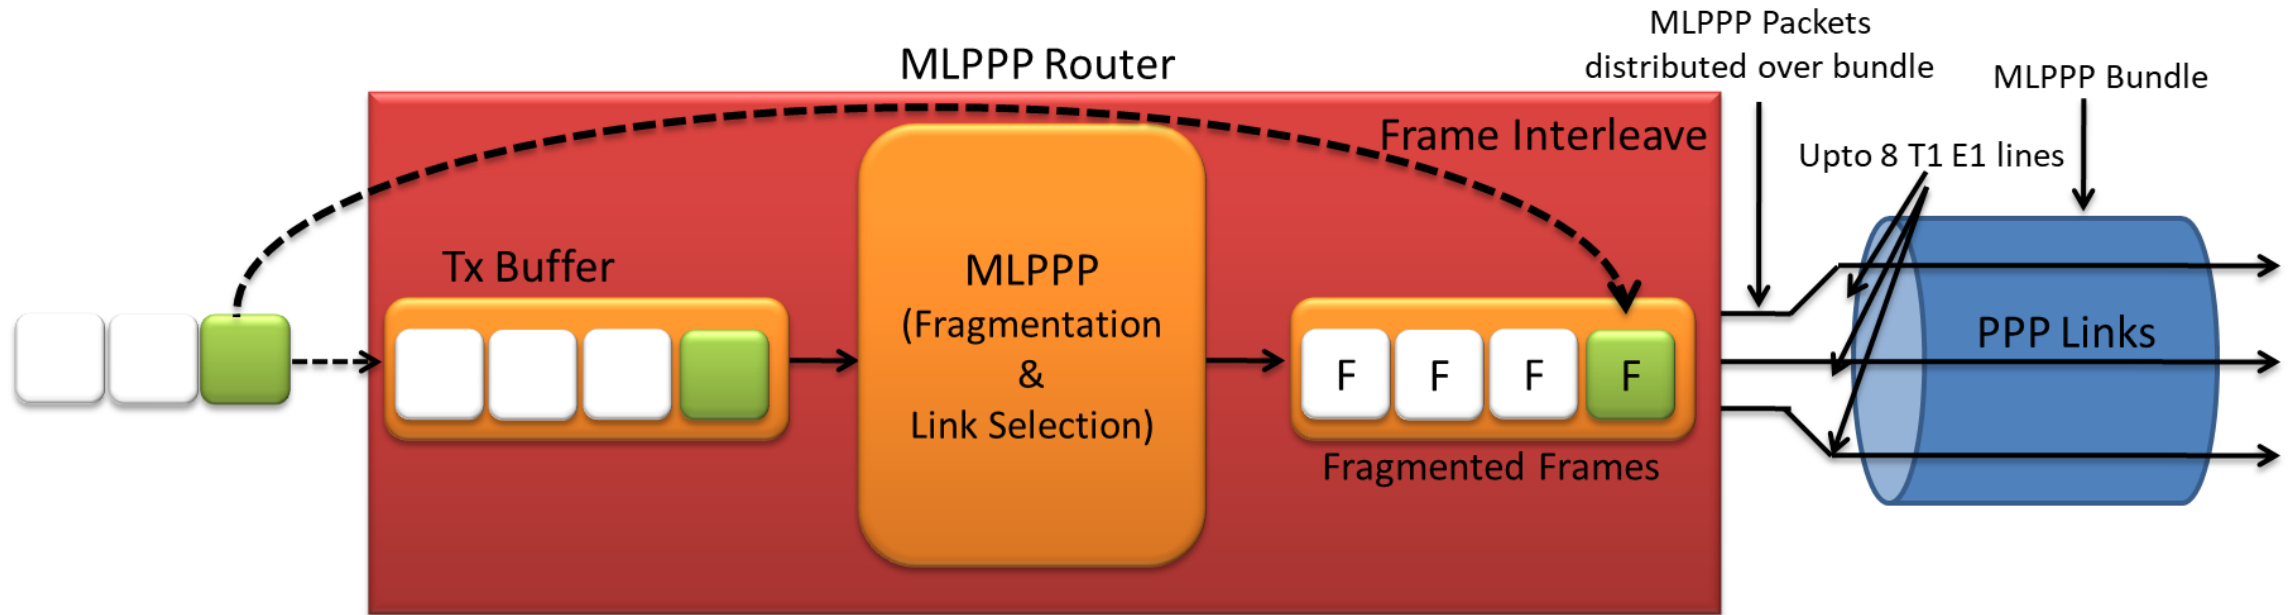 MLPPP Packets
distributed over bundle
MLPPP Router
MLPPP Bundle
Frame Interleave
Upto 8 T1 E1 lines
Tx Buffer
MLPPP
(Fragmentation
&
Link Selection)
F F F F
Fragmented Frames
PPP Links